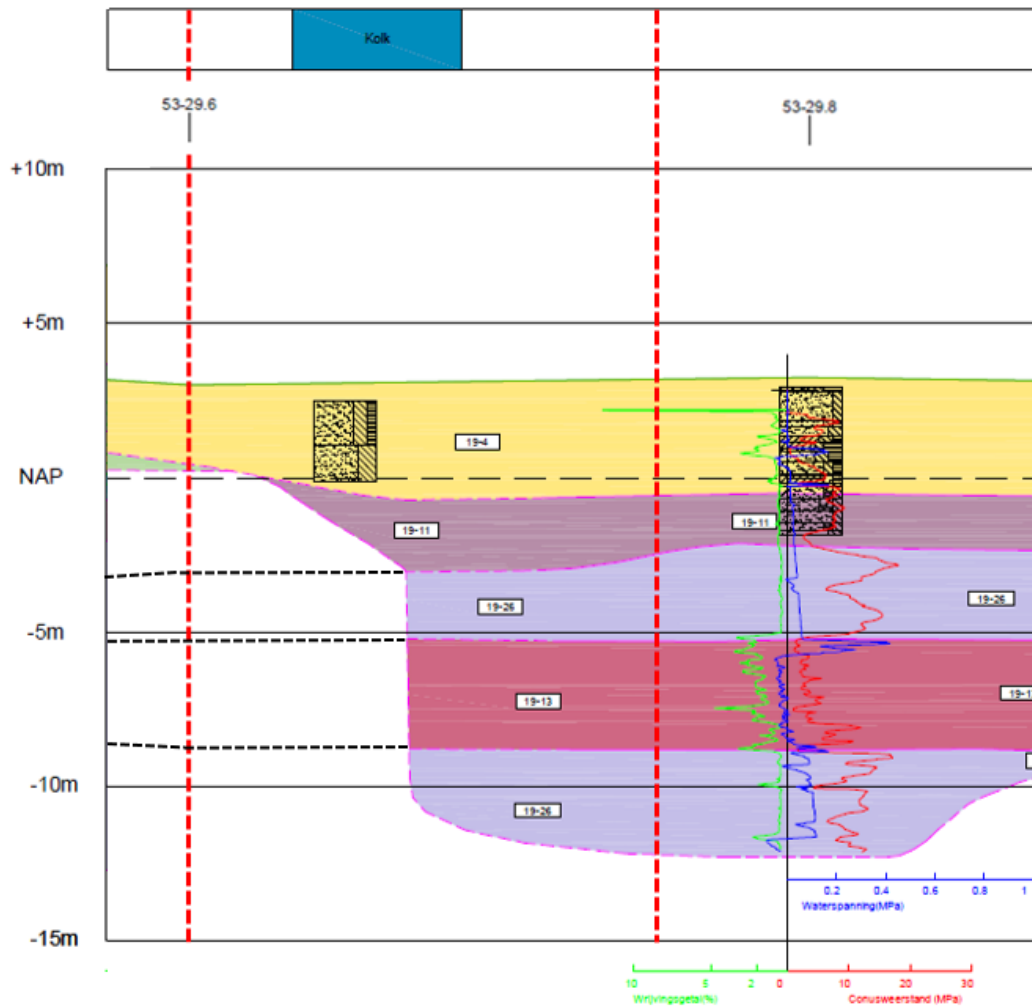 Kolk
53-29.6
53-29.8
+10m
+5m
19-4
NAP
19-11
19-11
19-26
19-26
-5m
19-13
-10m
19-26
0.2 0.4 0.6 0.8 1
Waterspanning(MPa)
-15m
10 5 2 0 10 20 30
Wrijvingsgetal(%) Conusweerstand (MPa)